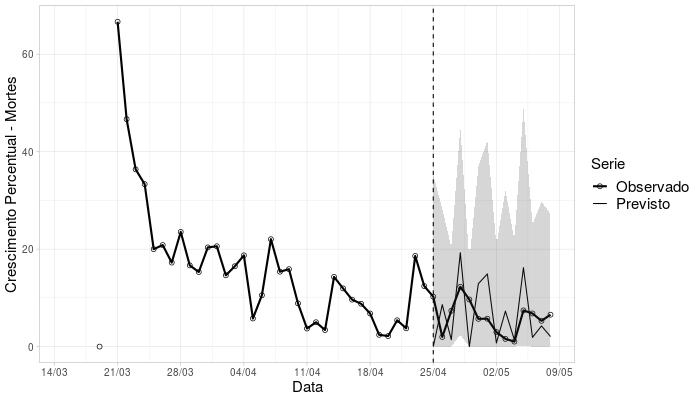 Crescimento Percentual - Mortes
60
40
20
0
14/03 21/03 28/03 04/04 11/04 18/04 25/04 02/05 09/05
Data
Serie
Observado
Previsto